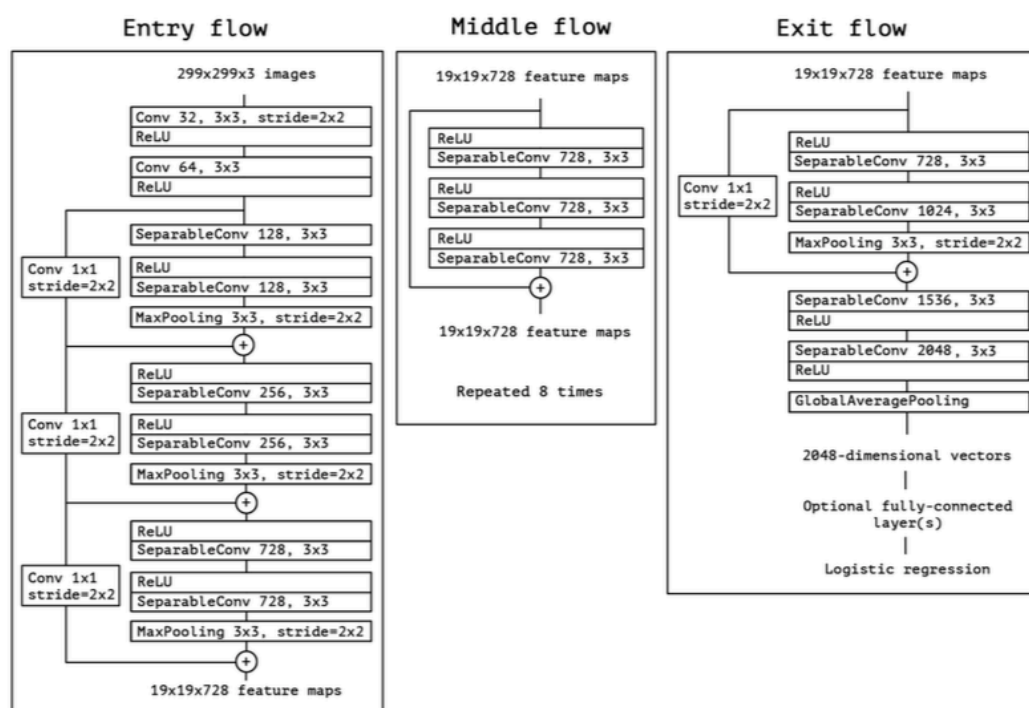 Entry flow
299x299x3 images
Conv 32, 3x3, stride=2x2
ReLU
Conv 64, 3x3
ReLU
SeparableConv 128, 3x3
Conv 1x1
stride=2x2
ReLU
SeparableConv 128, 3x3
MaxPooling 3x3, stride=2x2
+
ReLU
SeparableConv 256, 3x3
Conv 1x1
stride=2x2
ReLU
SeparableConv 256, 3x3
MaxPooling 3x3, stride=2x2
+
ReLU
SeparableConv 728, 3x3
Conv 1x1
stride=2x2
ReLU
SeparableConv 728, 3x3
MaxPooling 3x3, stride=2x2
+
19x19x728 feature maps
Middle flow
19x19x728 feature maps
ReLU
SeparableConv 728, 3x3
ReLU
SeparableConv 728, 3x3
ReLU
SeparableConv 728, 3x3
+
19x19x728 feature maps
Repeated 8 times
Exit flow
19x19x728 feature maps
ReLU
SeparableConv 728, 3x3
Conv 1x1
stride=2x2
ReLU
SeparableConv 1024, 3x3
MaxPooling 3x3, stride=2x2
+
SeparableConv 1536, 3x3
ReLU
SeparableConv 2048, 3x3
ReLU
GlobalAveragePooling
2048-dimensional vectors
Optional fully-connected
layer(s)
Logistic regression